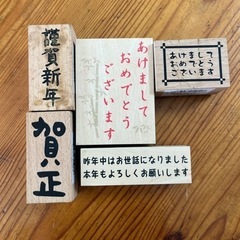 謹賀新年
賀正
あけまして
おめでとう
ございます
あけまして
おめでとう
ございます
昨年中はお世話になりました
本年もよろしくお願いします